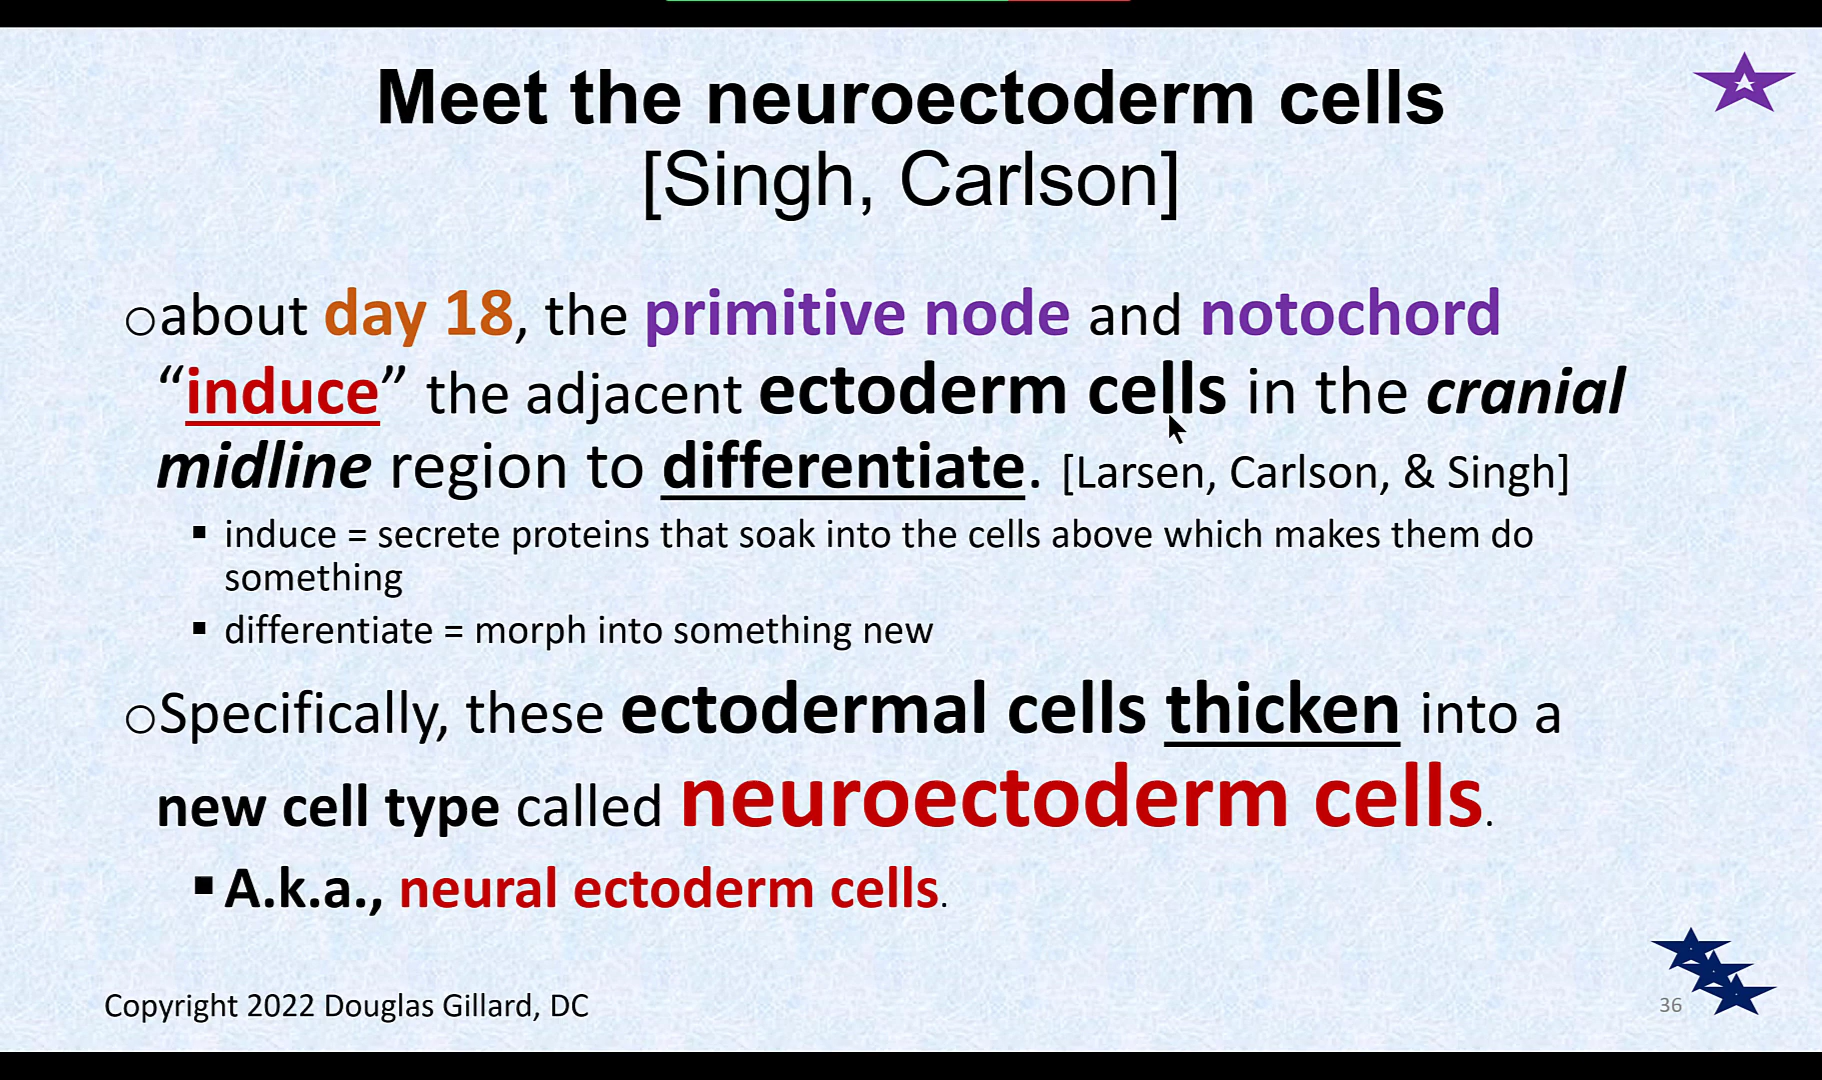 Meet the neuroectoderm cells
[Singh, Carlson]
about day 18, the primitive node and notochord
“induce” the adjacent ectoderm cells in the cranial
midline region to differentiate. [Larsen, Carlson, & Singh]
induce = secrete proteins that soak into the cells above which makes them do
something
differentiate = morph into something new
Specifically, these ectodermal cells thicken into a
new cell type called neuroectoderm cells.
A.k.a., neural ectoderm cells.
Copyright 2022 Douglas Gillard, DC
36